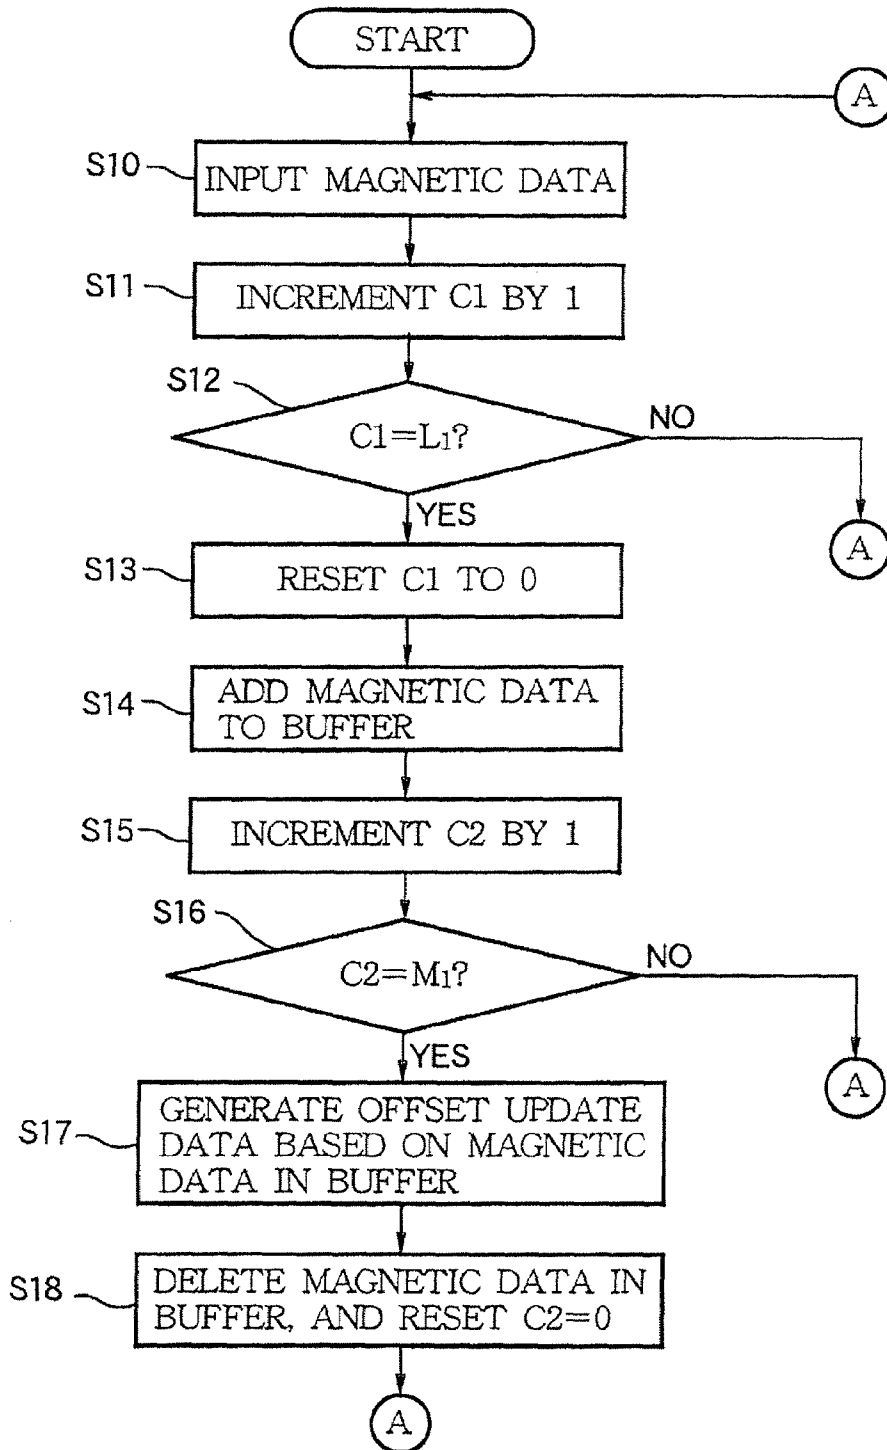 START
A
S10
INPUT MAGNETIC DATA
S11
INCREMENT C1 BY 1
S12
C1=L1?
NO
A
YES
S13
RESET C1 TO 0
S14
ADD MAGNETIC DATA
TO BUFFER
S15
INCREMENT C2 BY 1
S16
C2=M1?
NO
A
YES
S17
GENERATE OFFSET UPDATE
DATA BASED ON MAGNETIC
DATA IN BUFFER
S18
DELETE MAGNETIC DATA IN
BUFFER, AND RESET C2=0
A